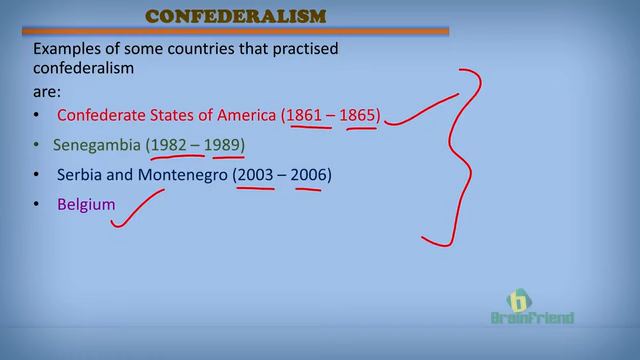 CONFEDERALISM
Examples of some countries that practised
confederalism
are:
• Confederate States of America (1861 – 1865)
• Senegambia (1982 – 1989)
• Serbia and Montenegro (2003 – 2006)
• Belgium
b
BrainFriend